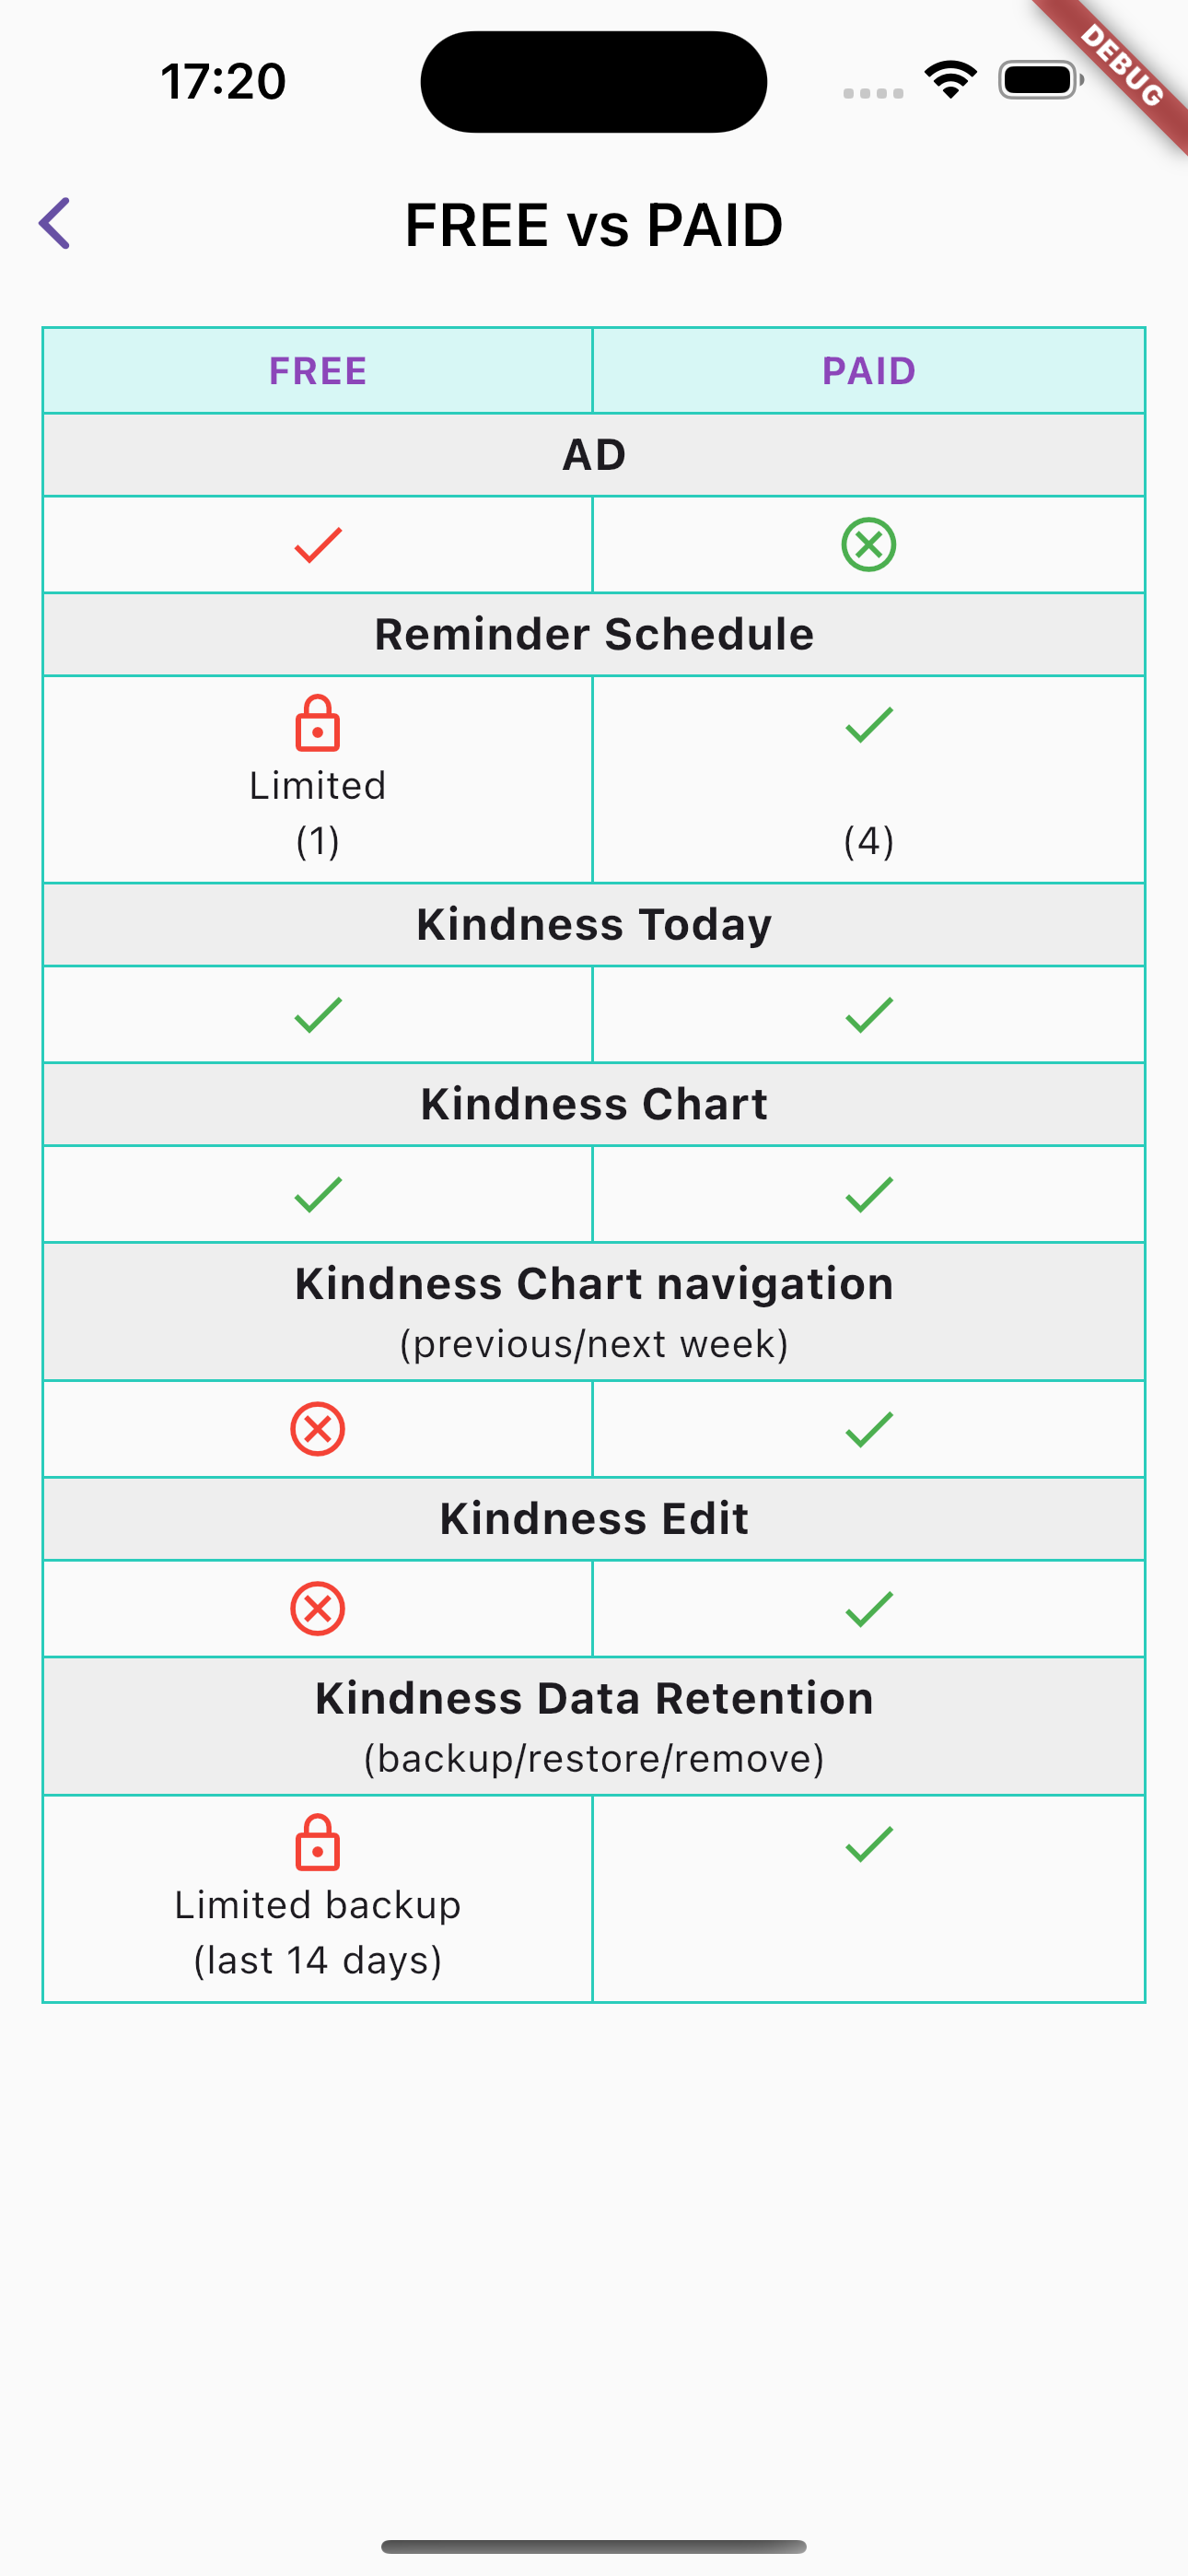 17:20
DEBUG
FREE vs PAID
FREE PAID
AD
Reminder Schedule
Limited
(1) (4)
Kindness Today
Kindness Chart
Kindness Chart navigation
(previous/next week)
Kindness Edit
Kindness Data Retention
(backup/restore/remove)
Limited backup
(last 14 days)